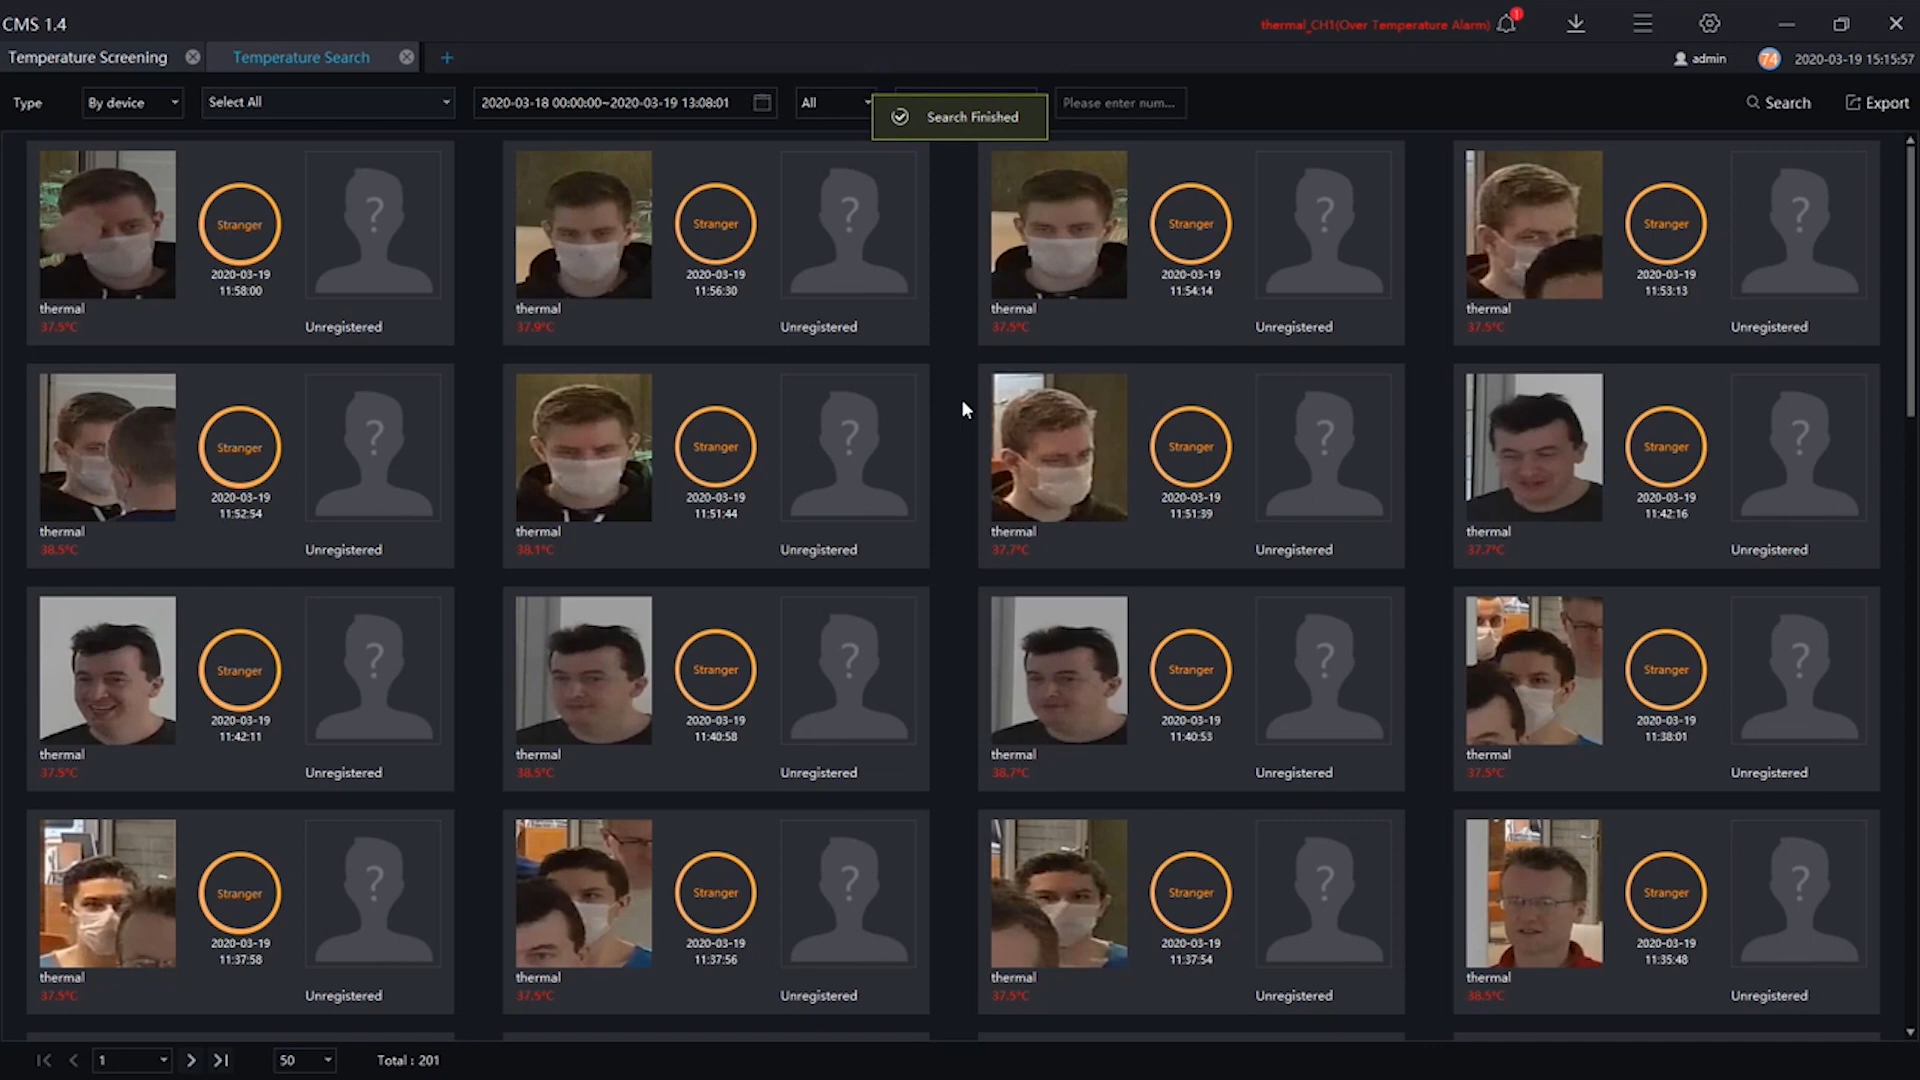 CMS 1.4
thermal_CH1(Over Temperature Alarm)
1
Temperature Screening
Temperature Search
admin
74
2020-03-19 15:15:57
Type
By device
Select All
2020-03-18 00:00:00~2020-03-19 13:08:01
All
Search Finished
Please enter num...
Search
Export
Stranger
2020-03-19
11:58:00
thermal
37.5°C
Unregistered
Stranger
2020-03-19
11:56:30
thermal
37.9°C
Unregistered
Stranger
2020-03-19
11:54:14
thermal
37.5°C
Unregistered
Stranger
2020-03-19
11:53:13
thermal
37.5°C
Unregistered
Stranger
2020-03-19
11:52:54
thermal
38.5°C
Unregistered
Stranger
2020-03-19
11:51:44
thermal
38.1°C
Unregistered
Stranger
2020-03-19
11:51:39
thermal
37.7°C
Unregistered
Stranger
2020-03-19
11:42:16
thermal
37.7°C
Unregistered
Stranger
2020-03-19
11:42:11
thermal
37.5°C
Unregistered
Stranger
2020-03-19
11:40:58
thermal
38.5°C
Unregistered
Stranger
2020-03-19
11:40:53
thermal
38.7°C
Unregistered
Stranger
2020-03-19
11:38:01
thermal
37.5°C
Unregistered
Stranger
2020-03-19
11:37:58
thermal
37.5°C
Unregistered
Stranger
2020-03-19
11:37:56
thermal
37.5°C
Unregistered
Stranger
2020-03-19
11:37:54
thermal
37.5°C
Unregistered
Stranger
2020-03-19
11:35:48
thermal
38.5°C
Unregistered
1
50
Total : 201